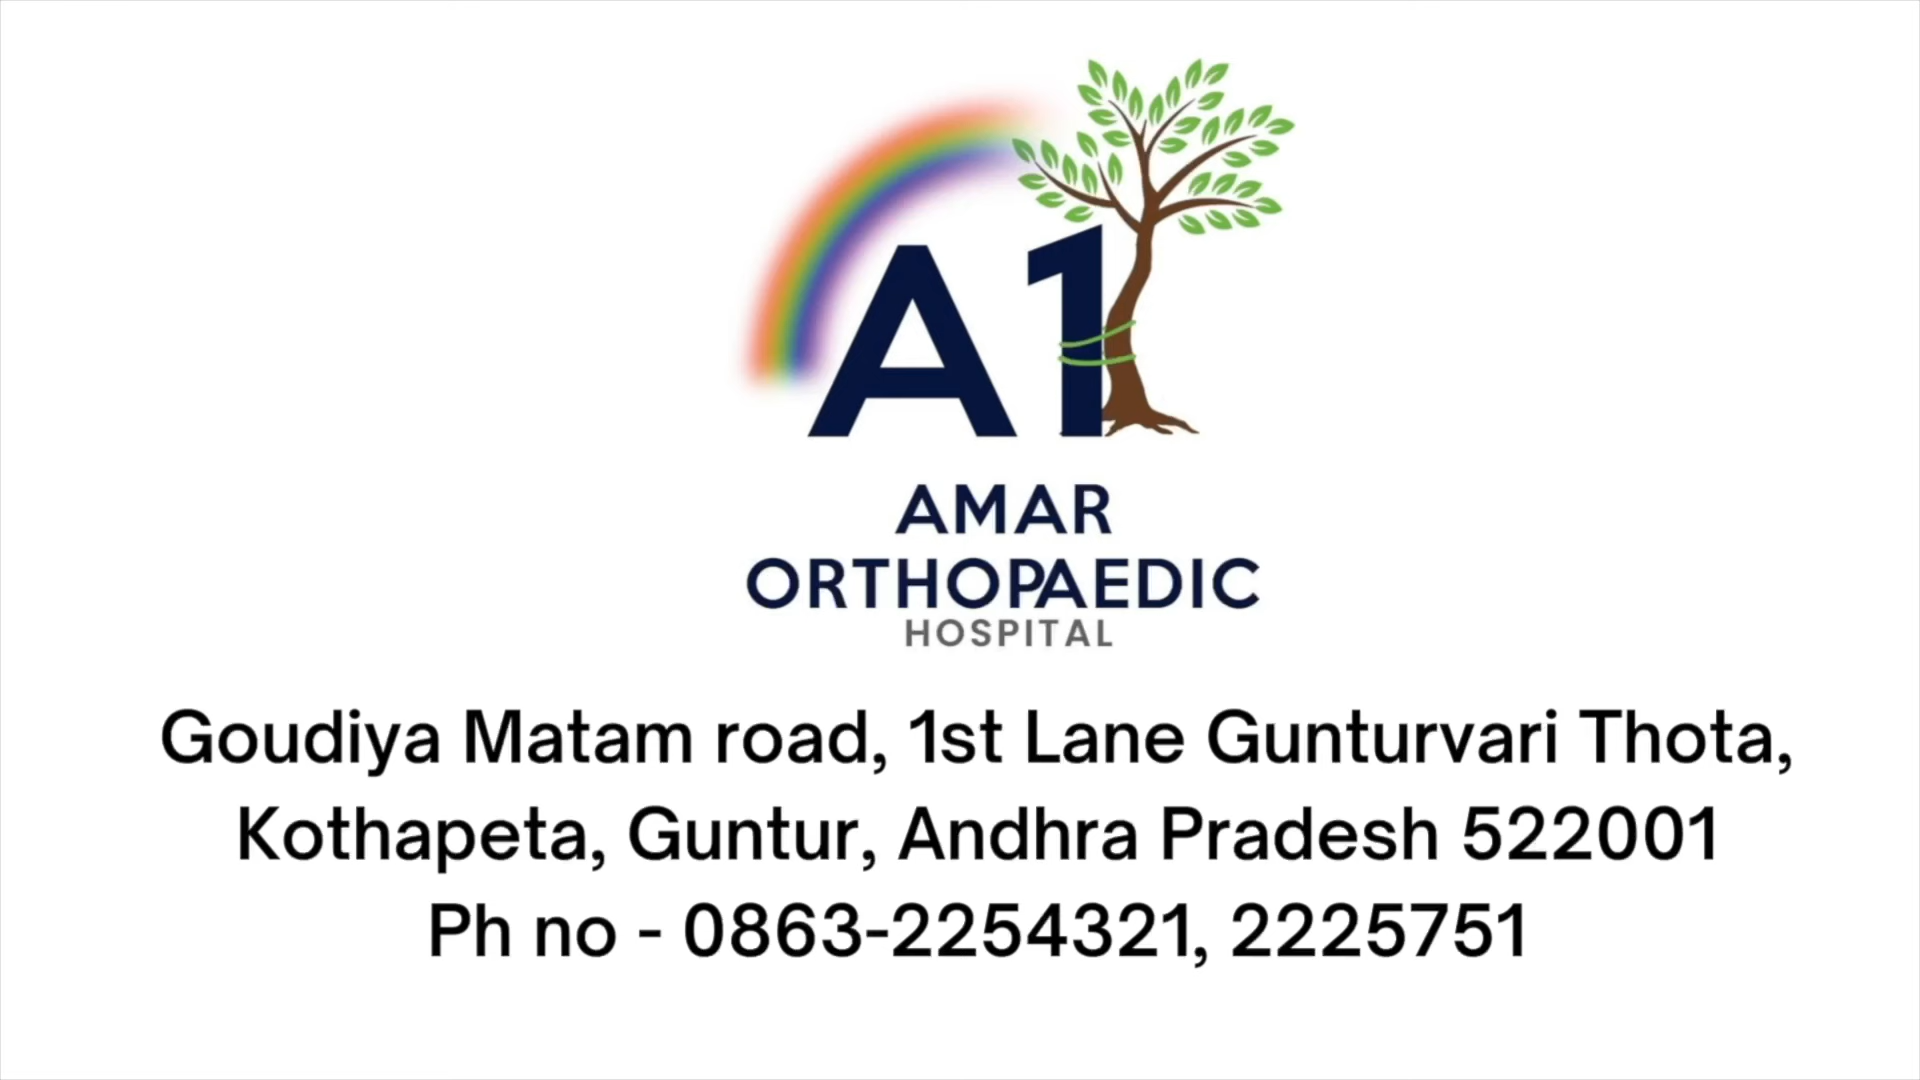 A1
AMAR
ORTHOPAEDIC
HOSPITAL
Goudiya Matam road, 1st Lane Gunturvari Thota,
Kothapeta, Guntur, Andhra Pradesh 522001
Ph no - 0863-2254321, 2225751